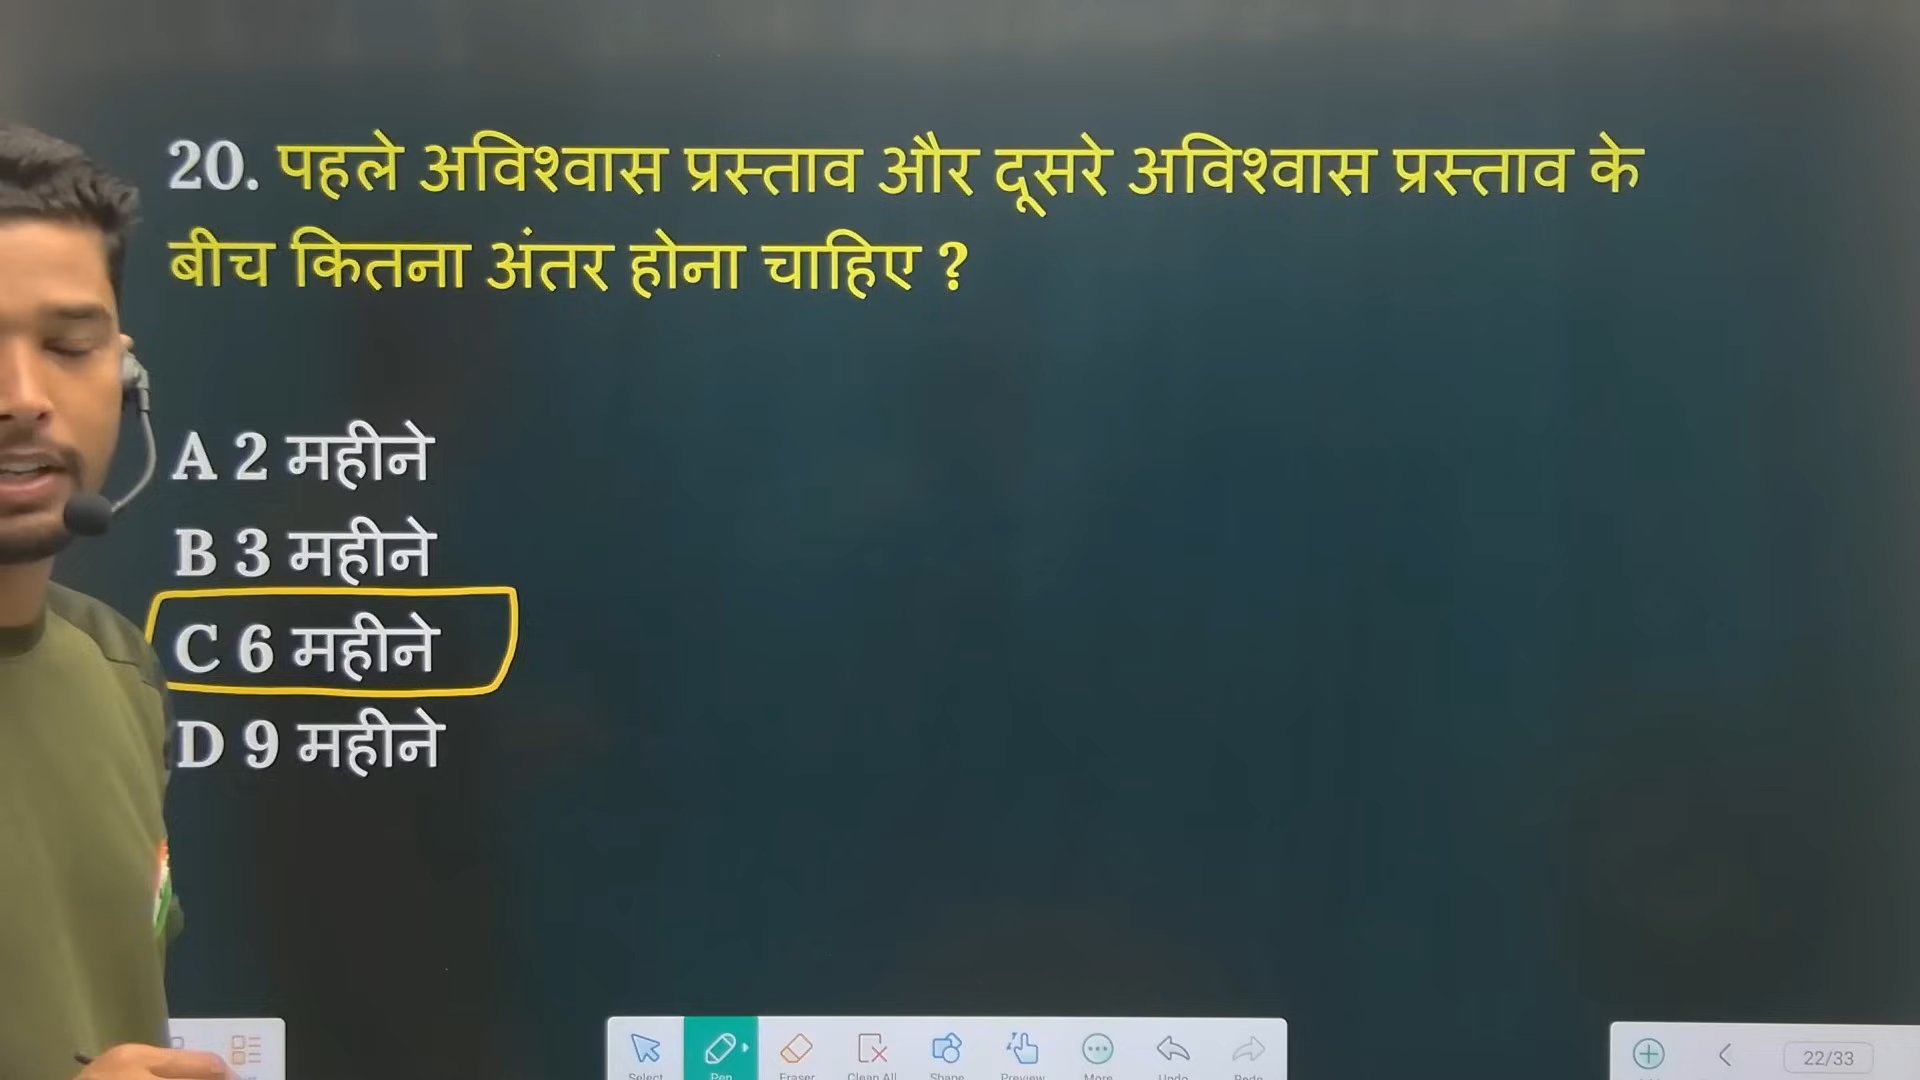 20. पहले अविश्वास प्रस्ताव और दूसरे अविश्वास प्रस्ताव के
बीच कितना अंतर होना चाहिए ?
A 2 महीने
B 3 महीने
C 6 महीने
D 9 महीने
Select Pen Eraser Clean All Shape Preview More Undo Redo
22/33